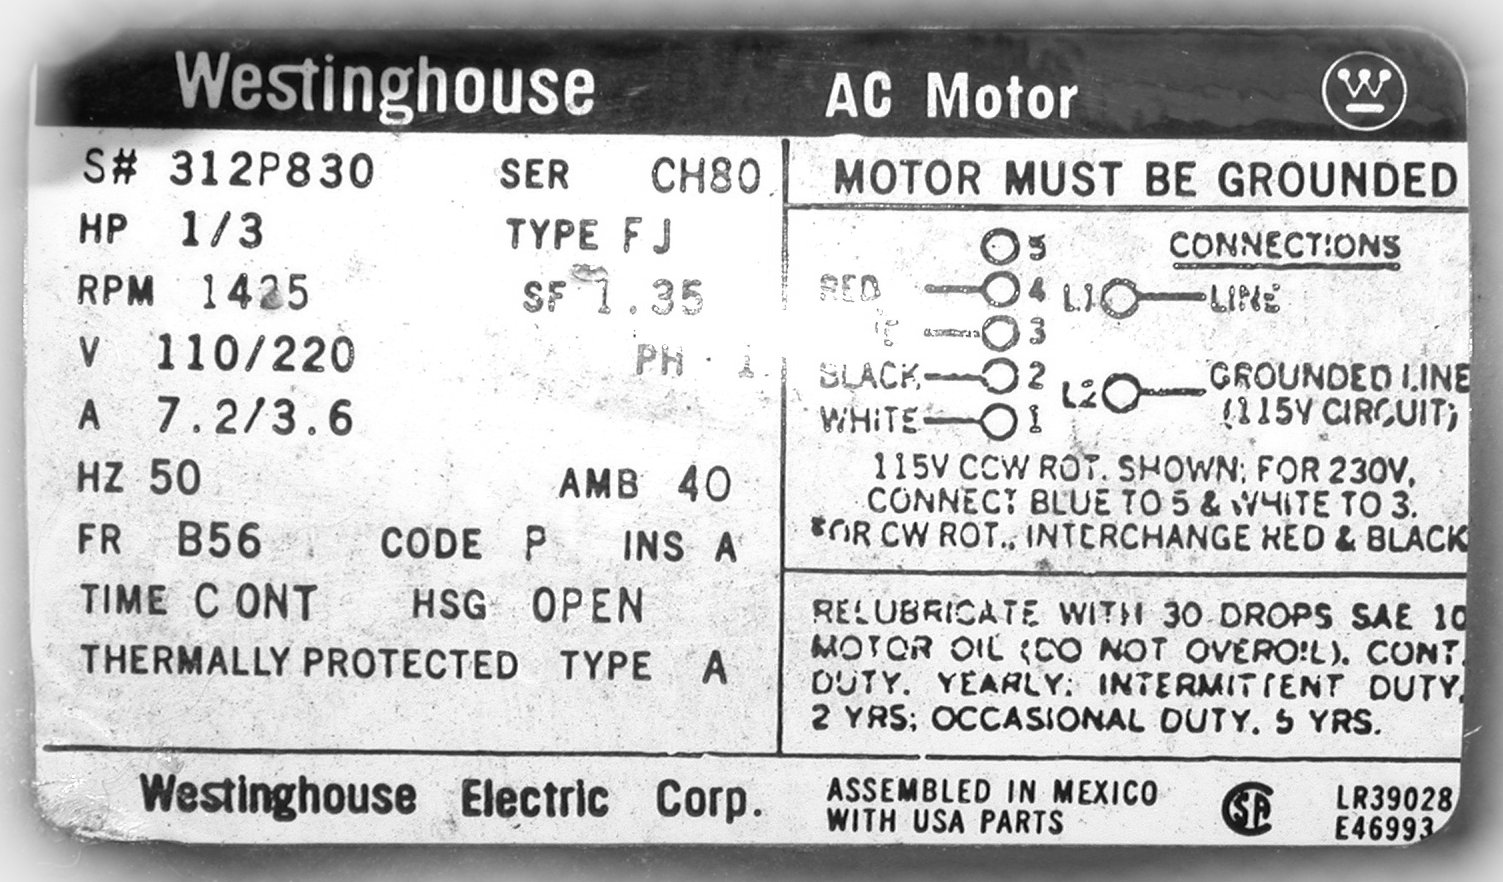 Westinghouse AC Motor
S# 312P830 SER CH80
HP 1/3 TYPE FJ
RPM 1425 SF 1.35
V 110/220 PH 1
A 7.2/3.6
HZ 50 AMB 40
FR B56 CODE P INS A
TIME CONT HSG OPEN
THERMALLY PROTECTED TYPE A
MOTOR MUST BE GROUNDED
CONNECTIONS
5
RED 4 L1 LINE
3
BLACK 2 L2 GROUNDED LINE
WHITE 1 (115V CIRCUIT)
115V CCW ROT. SHOWN; FOR 230V,
CONNECT BLUE TO 5 & WHITE TO 3.
FOR CW ROT., INTERCHANGE RED & BLACK
RELUBRICATE WITH 30 DROPS SAE 10
MOTOR OIL (DO NOT OVEROIL). CONT.
DUTY, YEARLY; INTERMITTENT DUTY,
2 YRS; OCCASIONAL DUTY, 5 YRS.
Westinghouse Electric Corp.
ASSEMBLED IN MEXICO
WITH USA PARTS
SA
LR39028
E46993